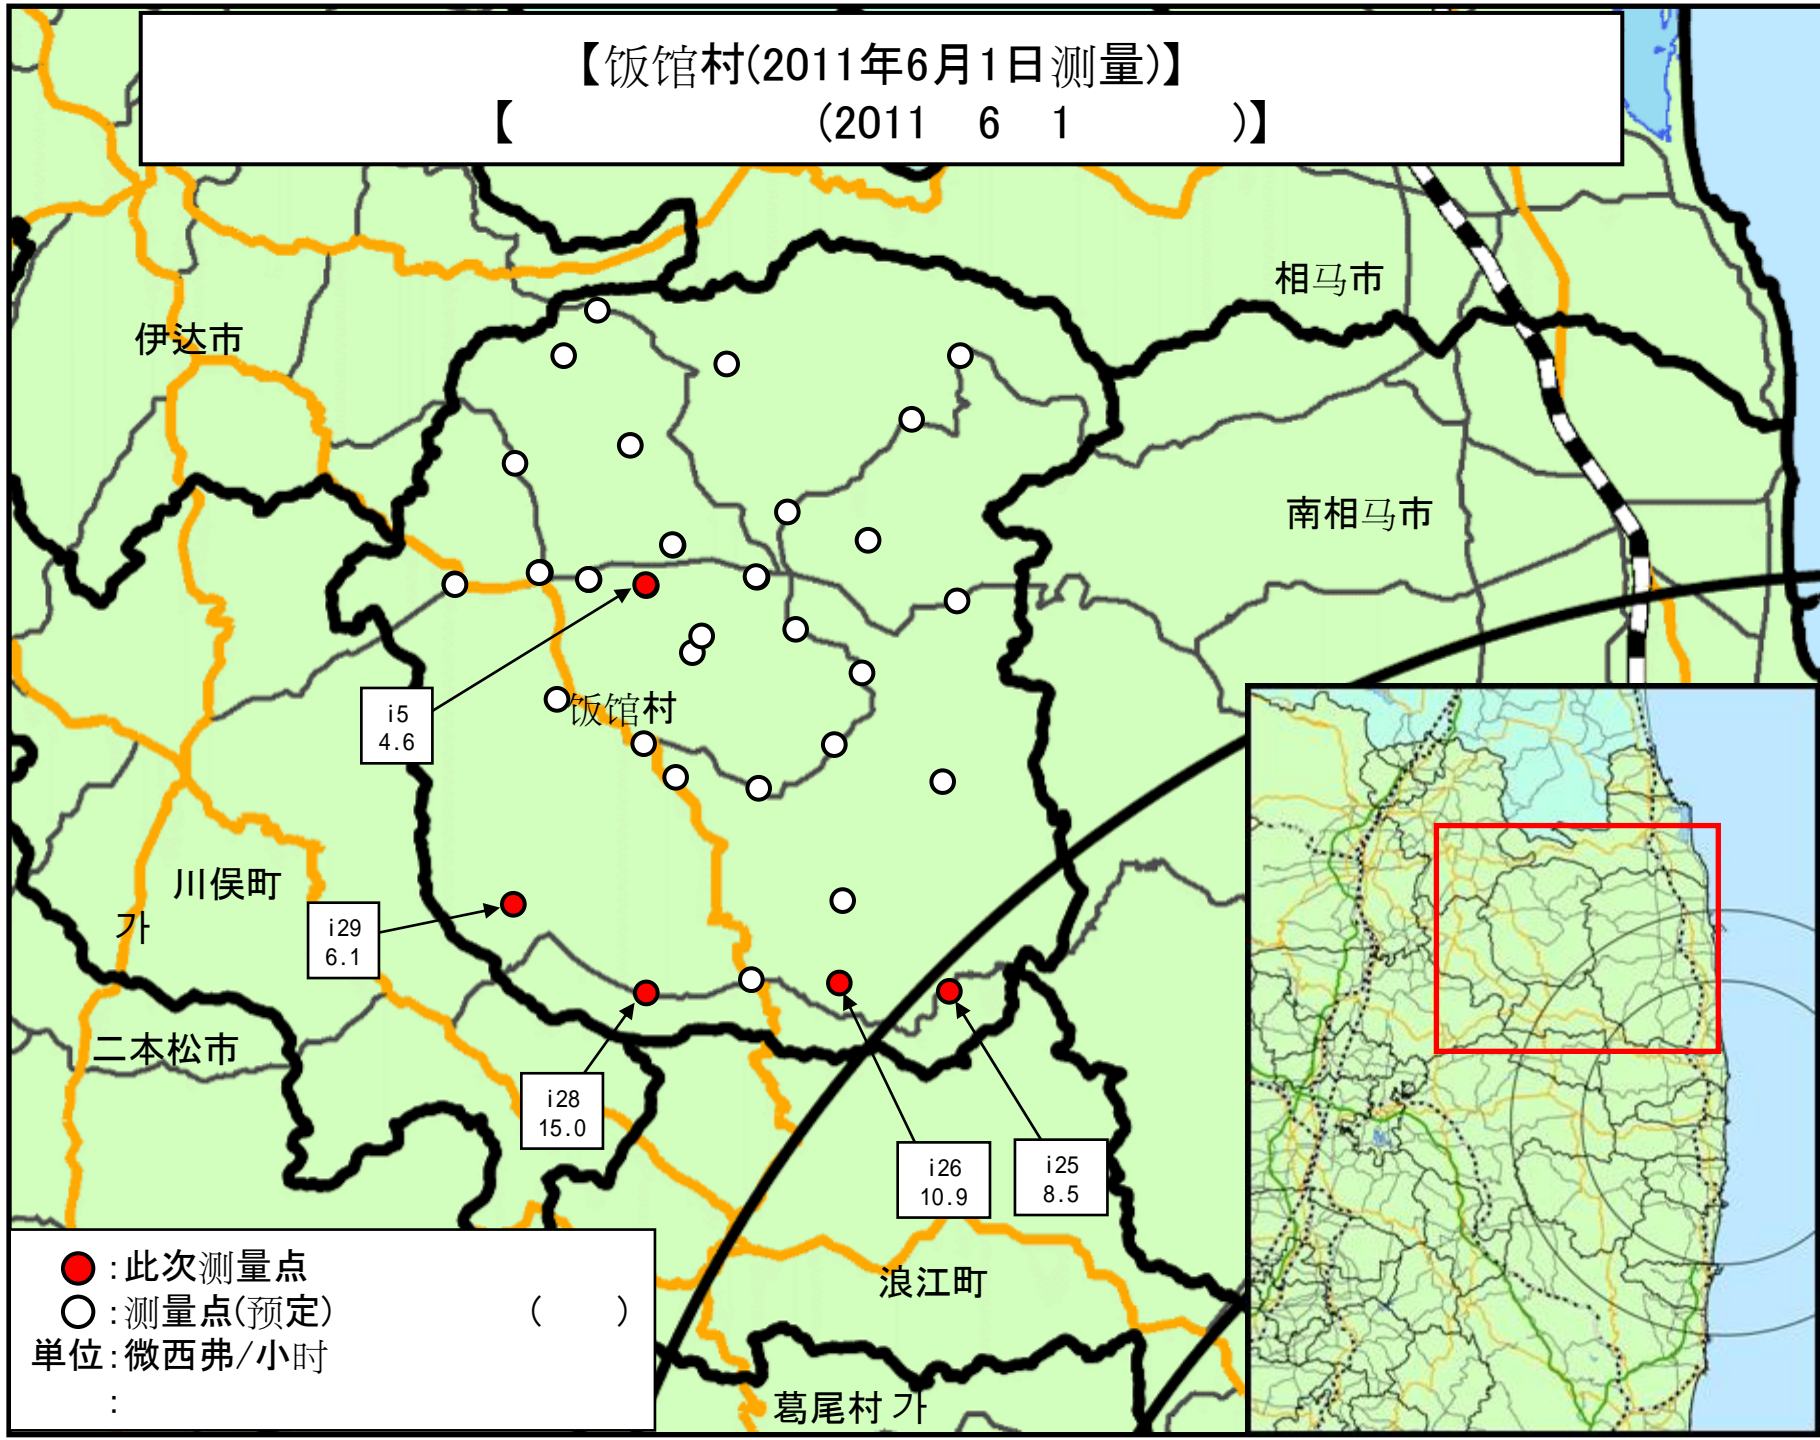 【饭馆村(2011年6月1日测量)】
【 (2011 6 1 )】
相马市
伊达市
南相马市
饭馆村
i5
4.6
川俣町
가
i29
6.1
二本松市
i28
15.0
i26
10.9
i25
8.5
浪江町
葛尾村 가
:此次测量点
:测量点(预定) ( )
単位:微西弗/小时
: